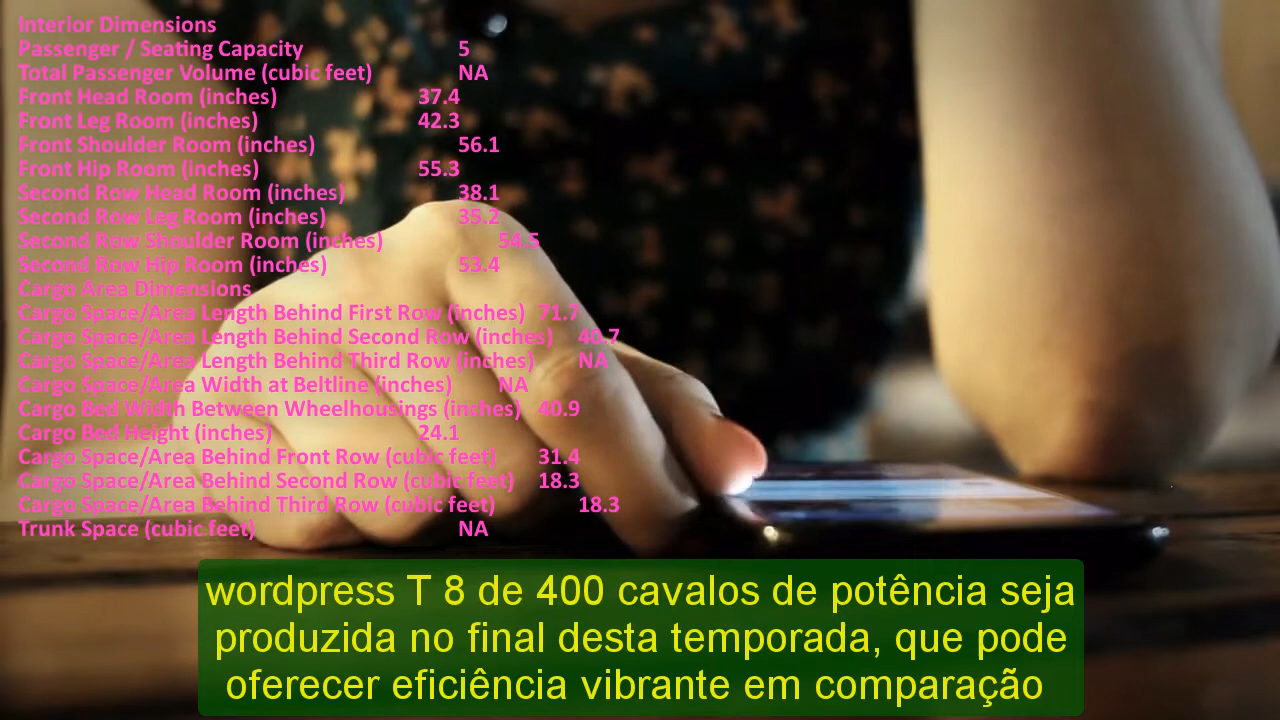 Interior Dimensions
Passenger / Seating Capacity 5
Total Passenger Volume (cubic feet) NA
Front Head Room (inches) 37.4
Front Leg Room (inches) 42.3
Front Shoulder Room (inches) 56.1
Front Hip Room (inches) 55.3
Second Row Head Room (inches) 38.1
Second Row Leg Room (inches) 35.2
Second Row Shoulder Room (inches) 54.5
Second Row Hip Room (inches) 53.4
Cargo Area Dimensions
Cargo Space/Area Length Behind First Row (inches) 71.7
Cargo Space/Area Length Behind Second Row (inches) 40.7
Cargo Space/Area Length Behind Third Row (inches) NA
Cargo Space/Area Width at Beltline (inches) NA
Cargo Bed Width Between Wheelhousings (inches) 40.9
Cargo Bed Height (inches) 24.1
Cargo Space/Area Behind Front Row (cubic feet) 31.4
Cargo Space/Area Behind Second Row (cubic feet) 18.3
Cargo Space/Area Behind Third Row (cubic feet) 18.3
Trunk Space (cubic feet) NA
wordpress T 8 de 400 cavalos de potência seja
produzida no final desta temporada, que pode
oferecer eficiência vibrante em comparação